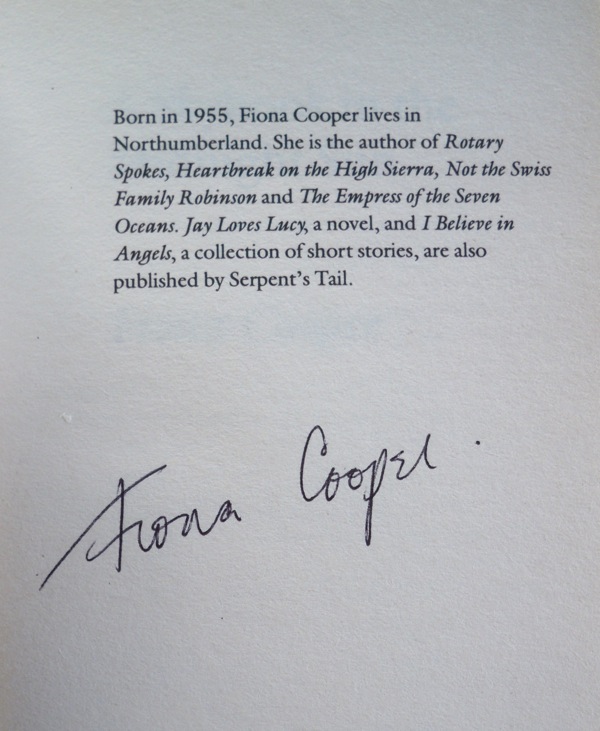 Born in 1955, Fiona Cooper lives in
Northumberland. She is the author of Rotary
Spokes, Heartbreak on the High Sierra, Not the Swiss
Family Robinson and The Empress of the Seven
Oceans. Jay Loves Lucy, a novel, and I Believe in
Angels, a collection of short stories, are also
published by Serpent's Tail.
Fiona Cooper.